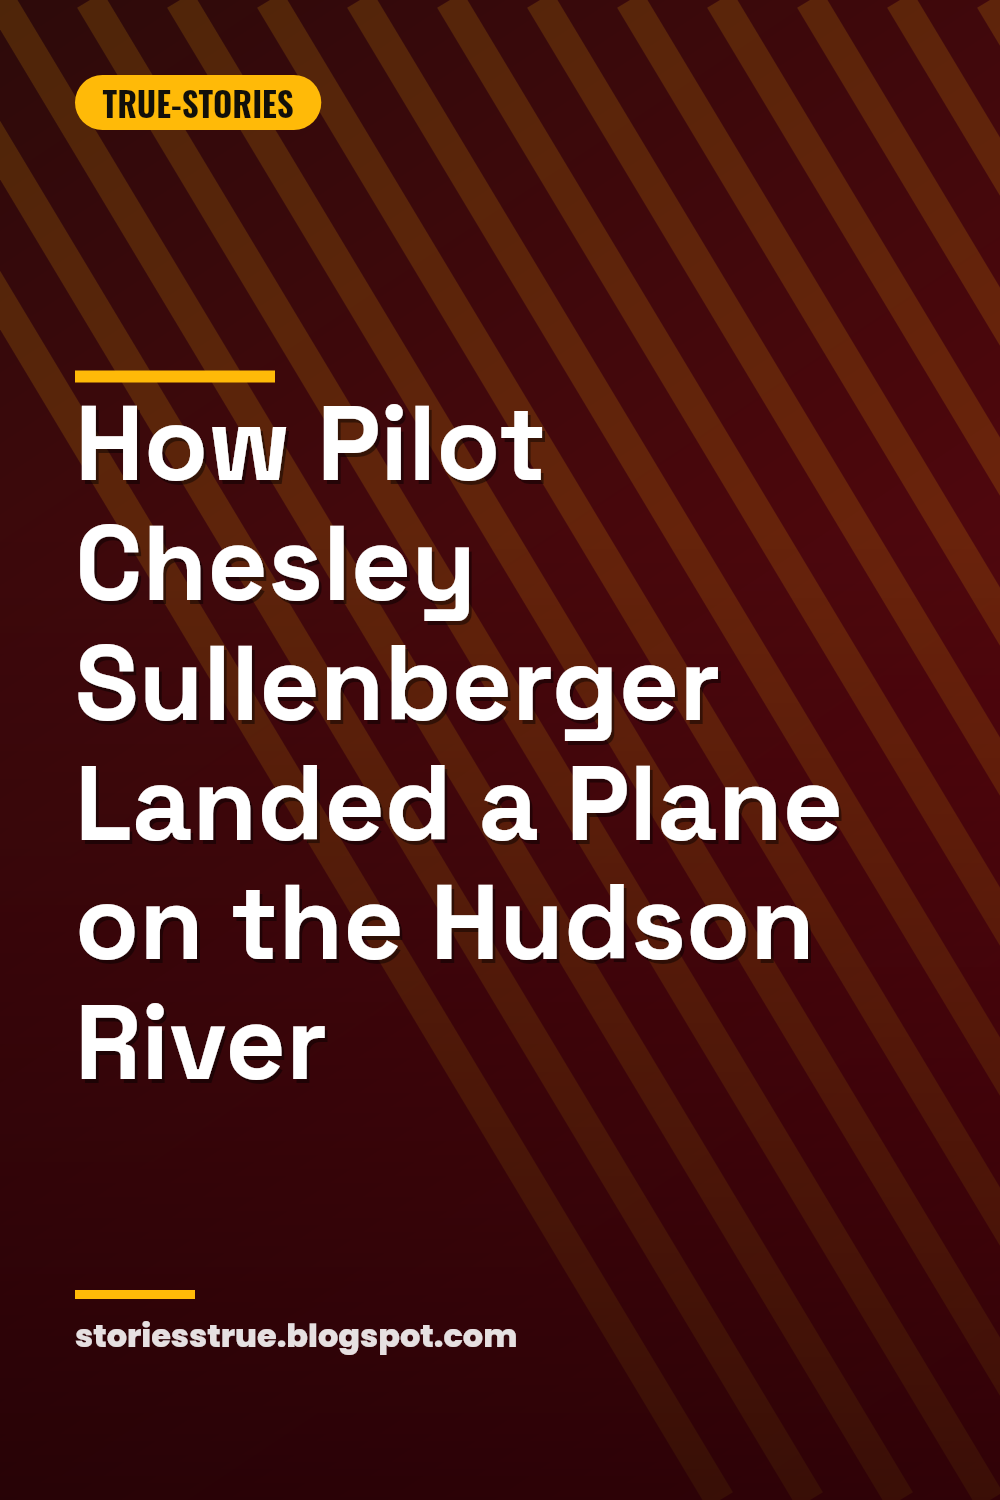 TRUE-STORIES
How Pilot
Chesley
Sullenberger
Landed a Plane
on the Hudson
River
storiesstrue.blogspot.com